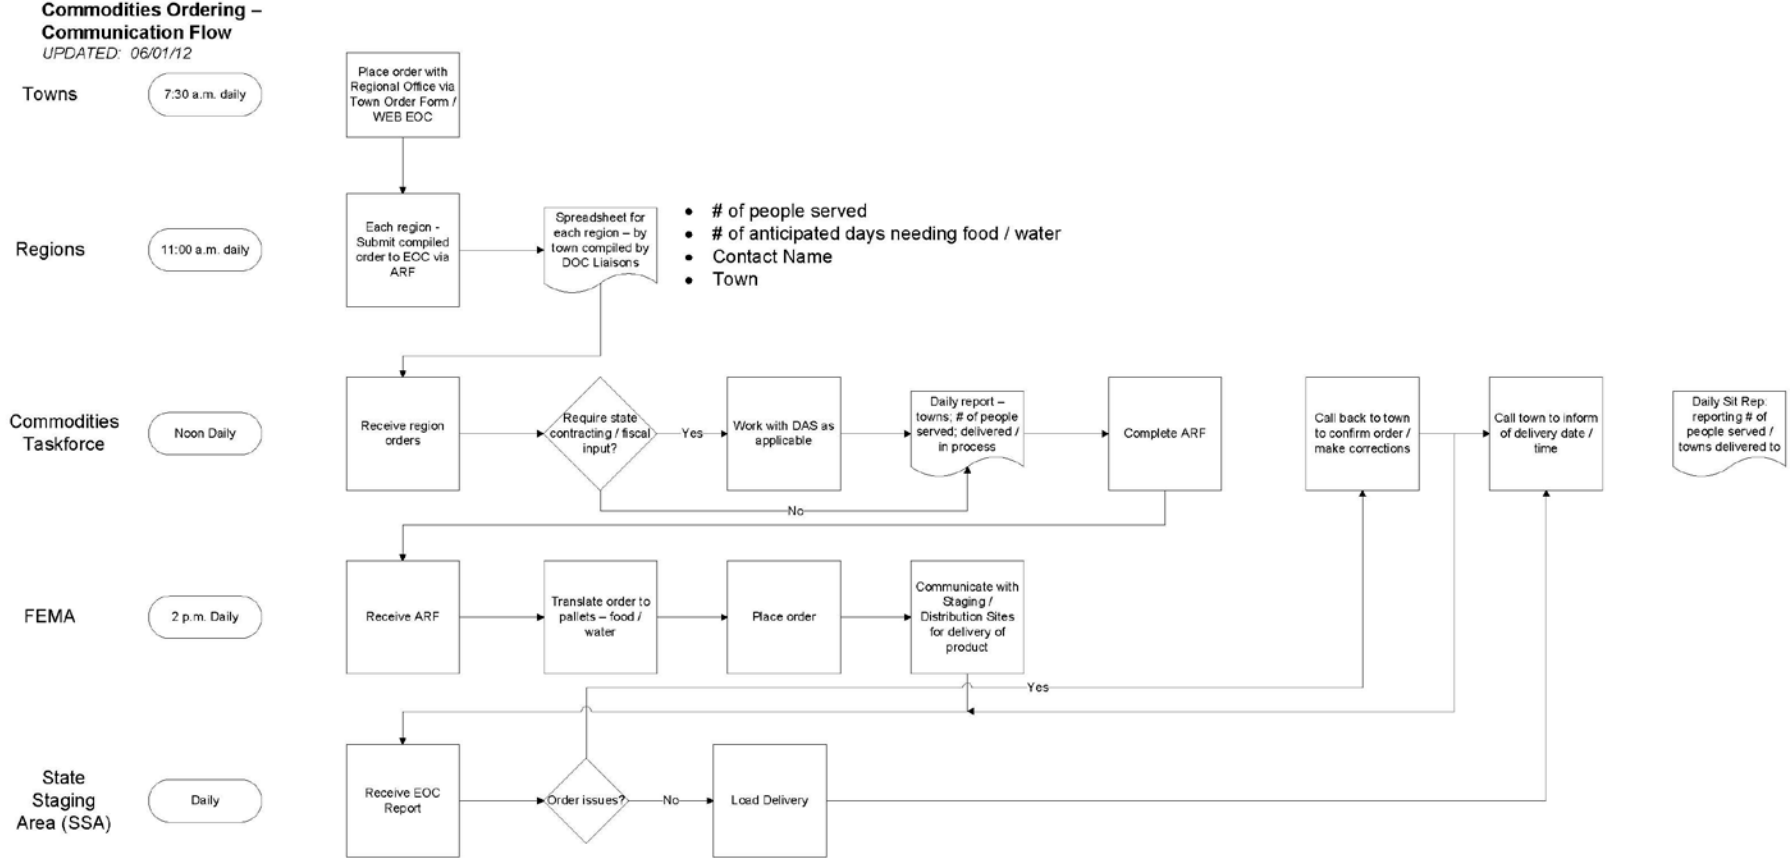 Commodities Ordering –
Communication Flow
UPDATED: 06/01/12
Towns
7:30 a.m. daily
Place order with
Regional Office via
Town Order Form /
WEB EOC
Regions
11:00 a.m. daily
Each region -
Submit compiled
order to EOC via
ARF
Spreadsheet for
each region – by
town compiled by
DOC Liaisons
• # of people served
• # of anticipated days needing food / water
• Contact Name
• Town
Commodities
Taskforce
Noon Daily
Receive region
orders
Require state
contracting / fiscal
input?
Yes
No
Work with DAS as
applicable
Daily report –
towns; # of people
served; delivered /
in process
Complete ARF
Call back to town
to confirm order /
make corrections
Call town to inform
of delivery date /
time
Daily Sit Rep:
reporting # of
people served /
towns delivered to
FEMA
2 p.m. Daily
Receive ARF
Translate order to
pallets – food /
water
Place order
Communicate with
Staging /
Distribution Sites
for delivery of
product
Yes
State
Staging
Area (SSA)
Daily
Receive EOC
Report
Order issues?
No
Load Delivery